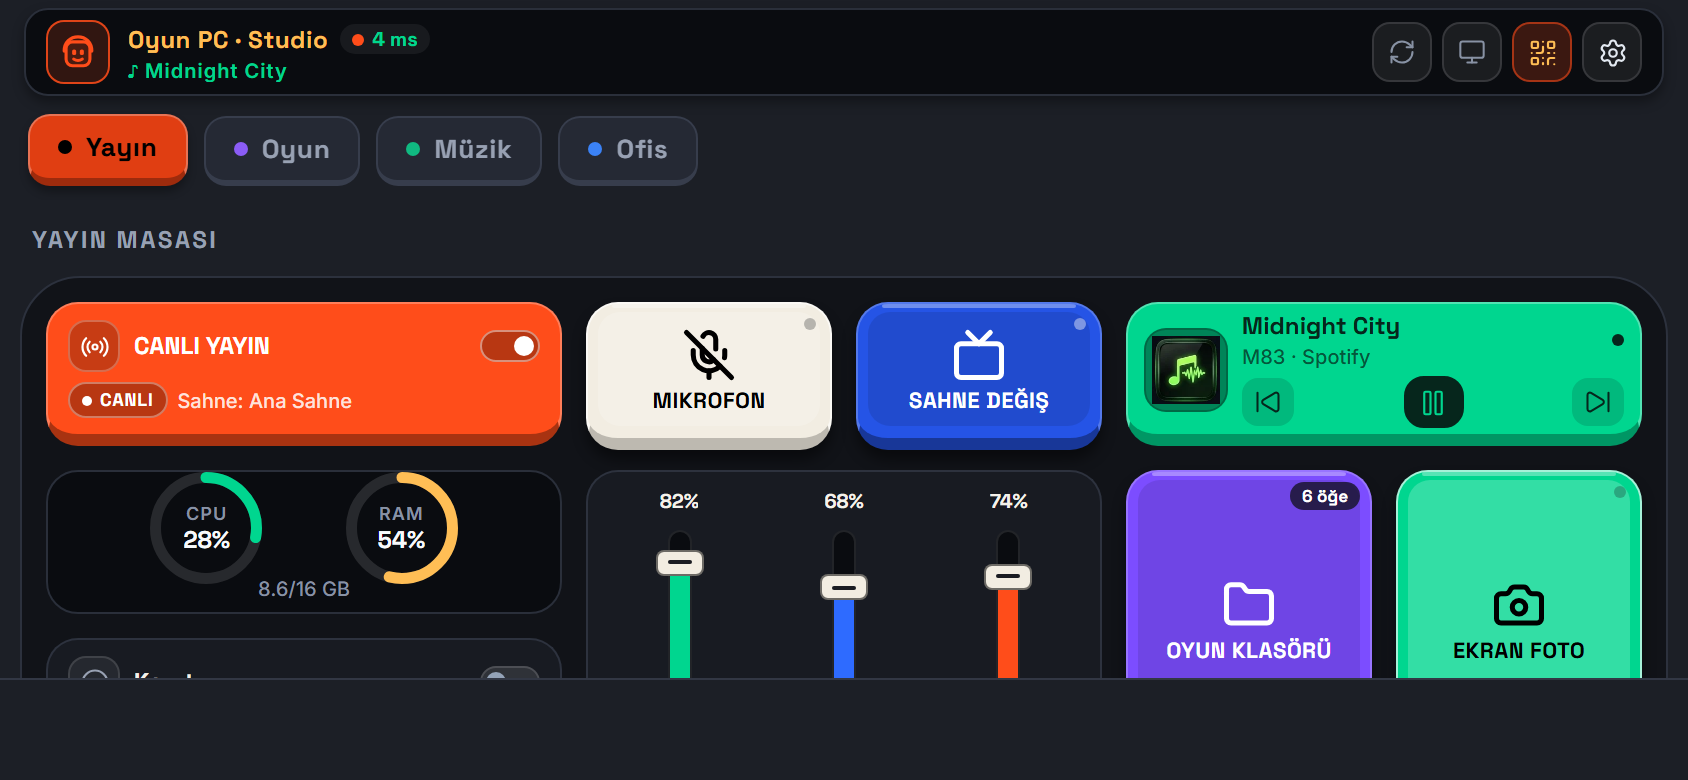 Oyun PC · Studio
4 ms
♪ Midnight City
Yayın
Oyun
Müzik
Ofis
YAYIN MASASI
CANLI YAYIN
CANLI
Sahne: Ana Sahne
MIKROFON
SAHNE DEĞIŞ
Midnight City
M83 · Spotify
CPU
28%
RAM
54%
8.6/16 GB
82%
68%
74%
6 öğe
OYUN KLASÖRÜ
EKRAN FOTO